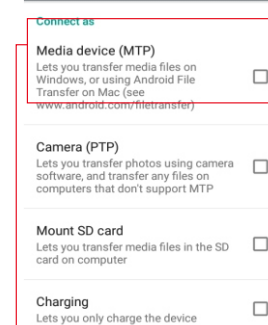 Connect as
Media device (MTP)
Lets you transfer media files on
Windows, or using Android File
Transfer on Mac (see
www.android.com/filetransfer)
Camera (PTP)
Lets you transfer photos using camera
software, and transfer any files on
computers that don't support MTP
Mount SD card
Lets you transfer media files in the SD
card on computer
Charging
Lets you only charge the device